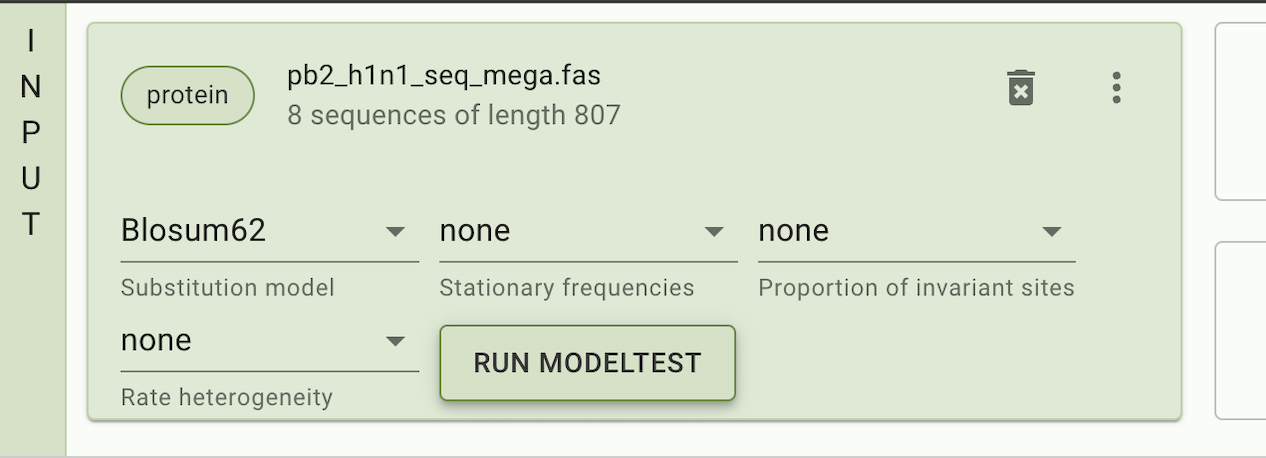 I
N
P
U
T
protein
pb2_h1n1_seq_mega.fas
8 sequences of length 807
Blosum62
none
none
Substitution model
Stationary frequencies
Proportion of invariant sites
none
RUN MODELTEST
Rate heterogeneity